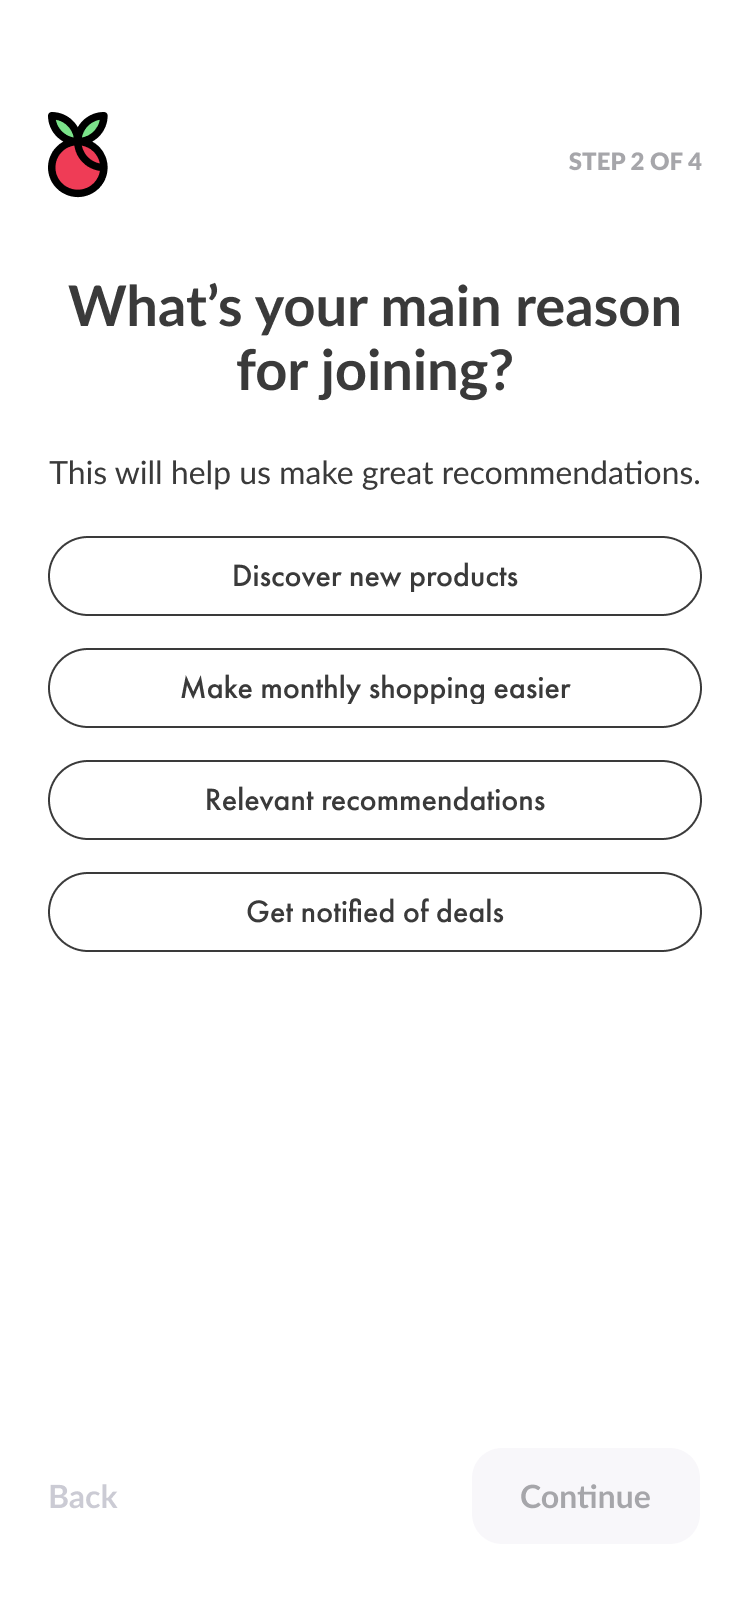 STEP 2 OF 4
What’s your main reason
for joining?
This will help us make great recommendations.
Discover new products
Make monthly shopping easier
Relevant recommendations
Get notified of deals
Back
Continue